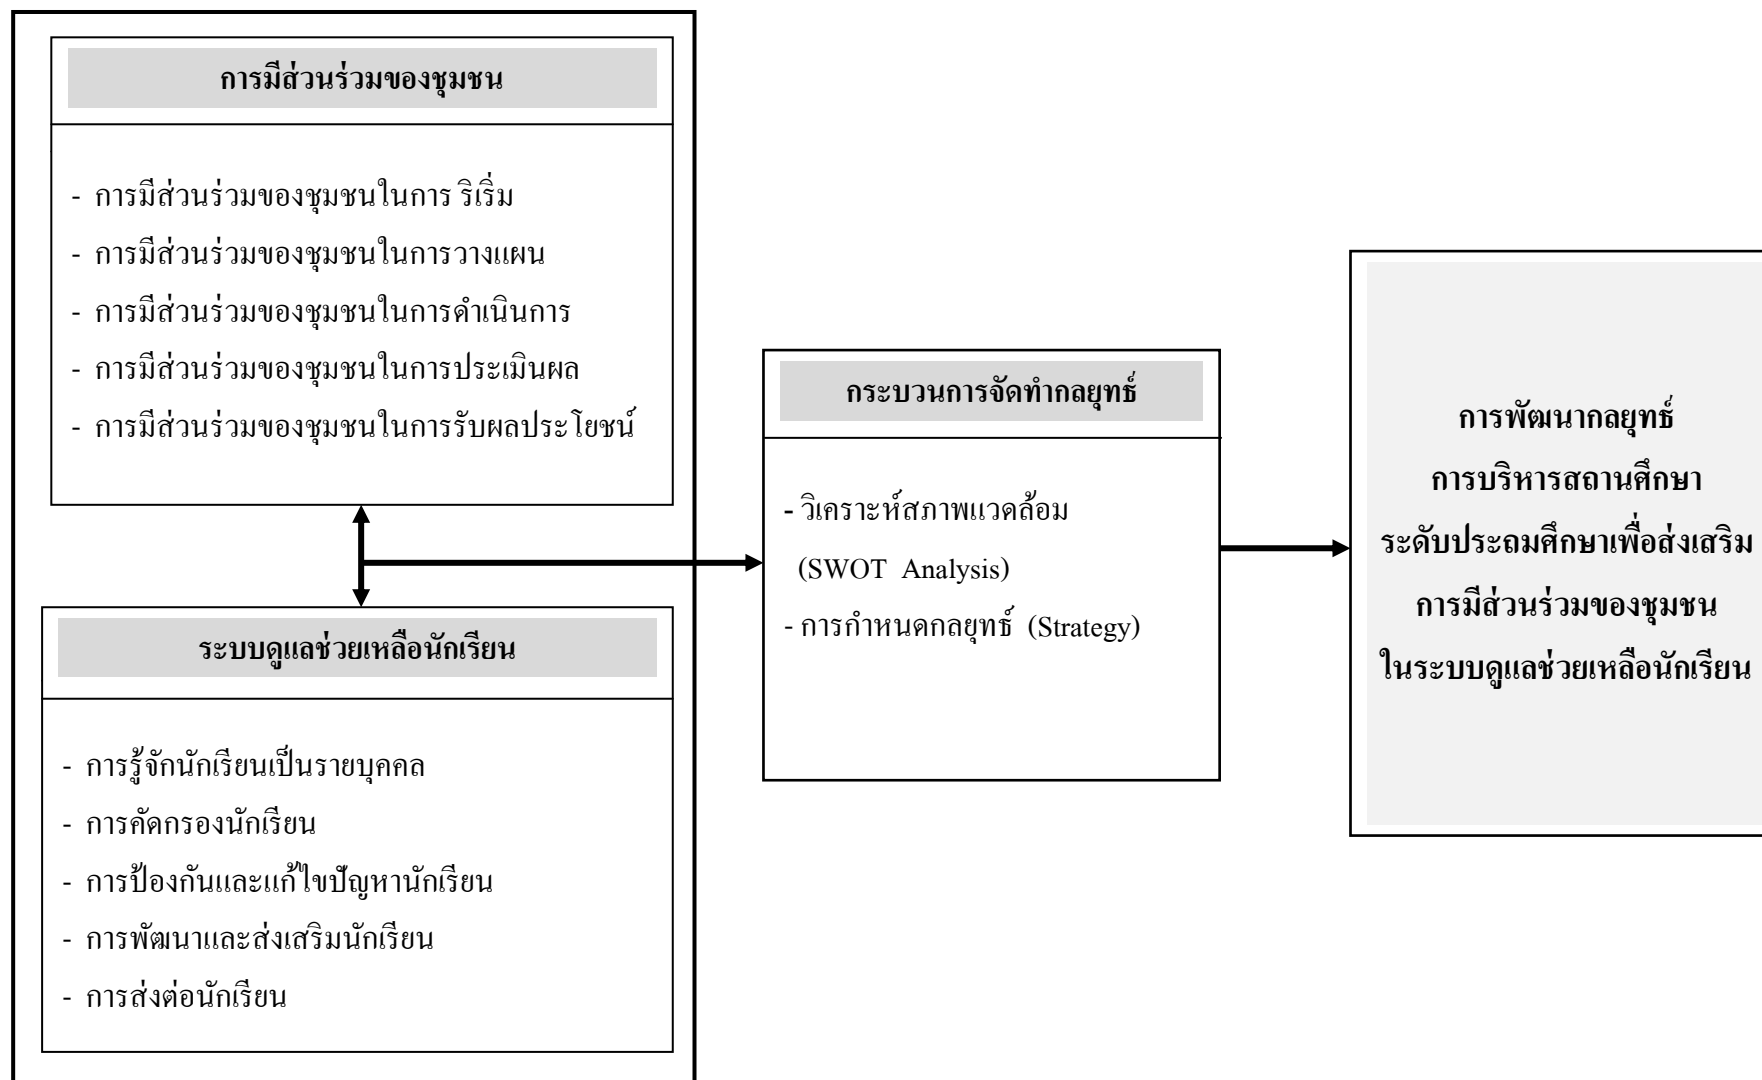 การมีส่วนร่วมของชุมชน
- การมีส่วนร่วมของชุมชนในการ ริเริ่ม
- การมีส่วนร่วมของชุมชนในการวางแผน
- การมีส่วนร่วมของชุมชนในการดำเนินการ
- การมีส่วนร่วมของชุมชนในการประเมินผล
- การมีส่วนร่วมของชุมชนในการรับผลประโยชน์
ระบบดูแลช่วยเหลือนักเรียน
- การรู้จักนักเรียนเป็นรายบุคคล
- การคัดกรองนักเรียน
- การป้องกันและแก้ไขปัญหานักเรียน
- การพัฒนาและส่งเสริมนักเรียน
- การส่งต่อนักเรียน
กระบวนการจัดทำกลยุทธ์
- วิเคราะห์สภาพแวดล้อม
(SWOT Analysis)
- การกำหนดกลยุทธ์ (Strategy)
การพัฒนากลยุทธ์
การบริหารสถานศึกษา
ระดับประถมศึกษาเพื่อส่งเสริม
การมีส่วนร่วมของชุมชน
ในระบบดูแลช่วยเหลือนักเรียน